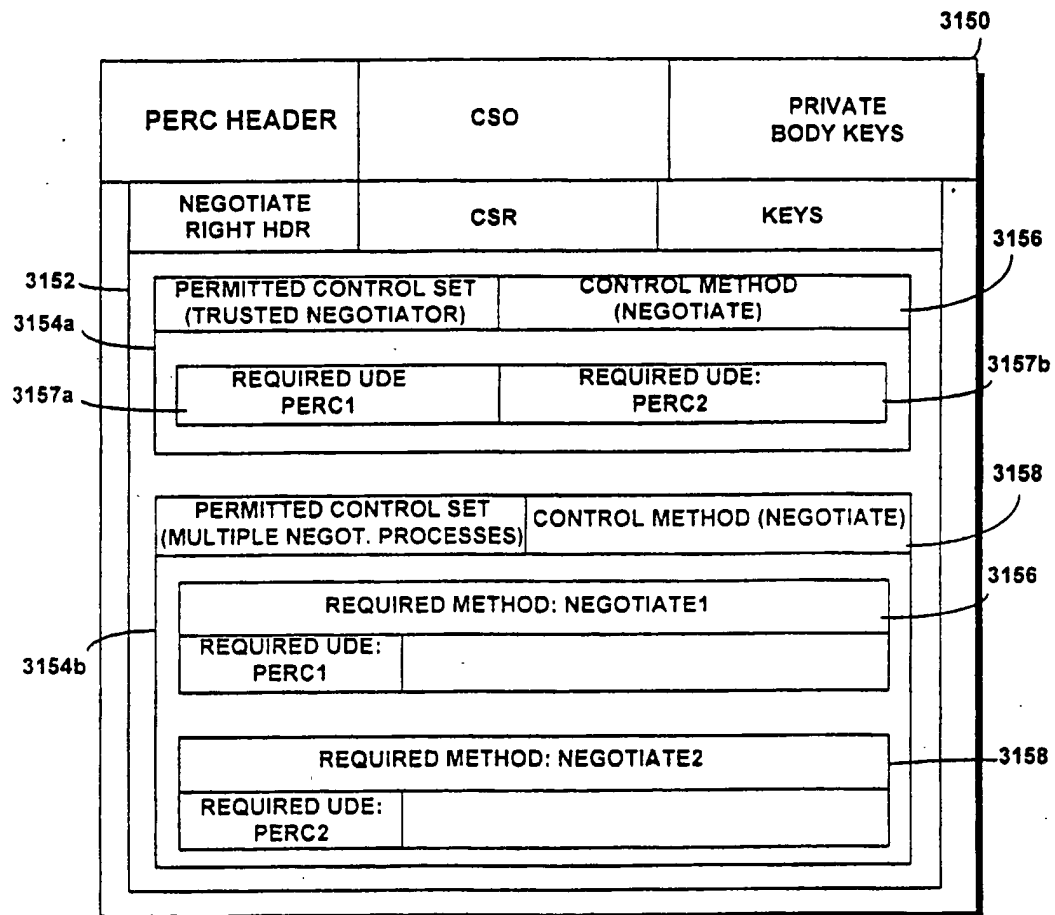 3150
PERC HEADER
CSO
PRIVATE
BODY KEYS
NEGOTIATE
RIGHT HDR
CSR
KEYS
3156
3152
PERMITTED CONTROL SET
(TRUSTED NEGOTIATOR)
CONTROL METHOD
(NEGOTIATE)
3154a
REQUIRED UDE
PERC1
REQUIRED UDE:
PERC2
3157b
3157a
3158
PERMITTED CONTROL SET
(MULTIPLE NEGOT. PROCESSES)
CONTROL METHOD (NEGOTIATE)
3156
REQUIRED METHOD: NEGOTIATE1
REQUIRED UDE:
PERC1
3154b
REQUIRED METHOD: NEGOTIATE2
3158
REQUIRED UDE:
PERC2